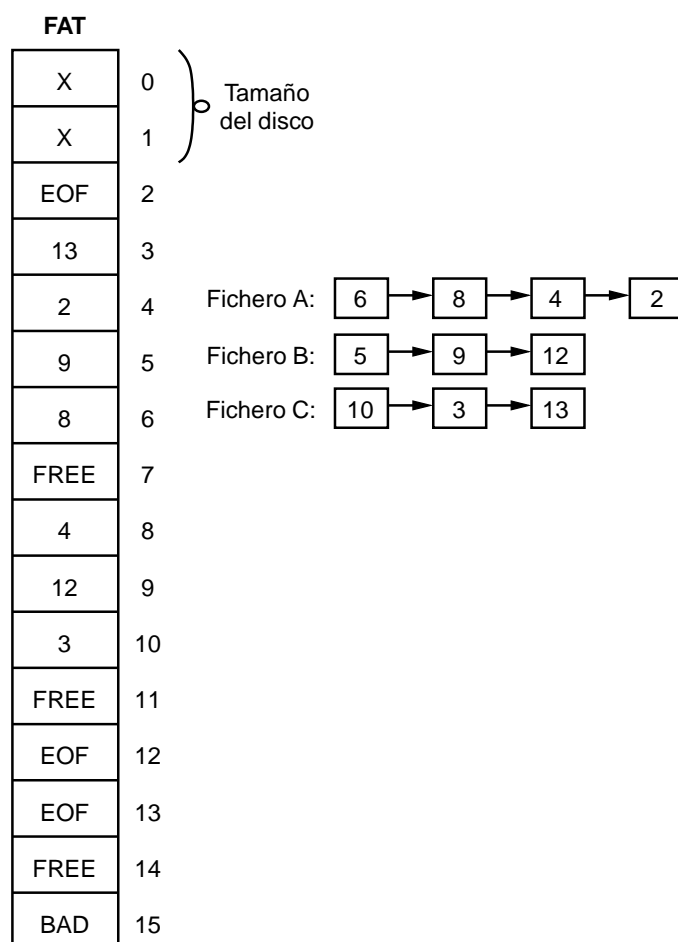 FAT
X 0
X 1
Tamaño
del disco
EOF 2
13 3
2 4
9 5
8 6
FREE 7
4 8
12 9
3 10
FREE 11
EOF 12
EOF 13
FREE 14
BAD 15
Fichero A: 6 8 4 2
Fichero B: 5 9 12
Fichero C: 10 3 13